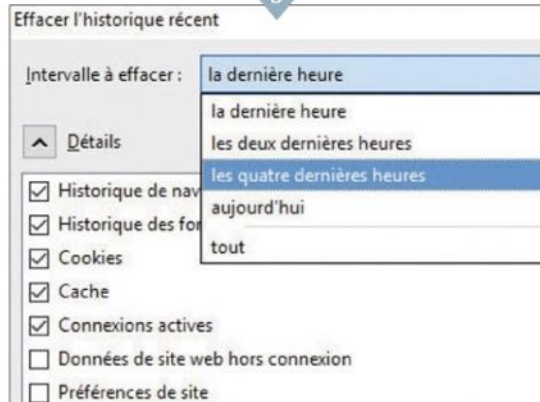 Effacer l'historique récent
Intervalle à effacer : la dernière heure
la dernière heure
Détails
les deux dernières heures
les quatre dernières heures
Historique de nav
aujourd'hui
Historique des for
tout
Cookies
Cache
Connexions actives
Données de site web hors connexion
Préférences de site